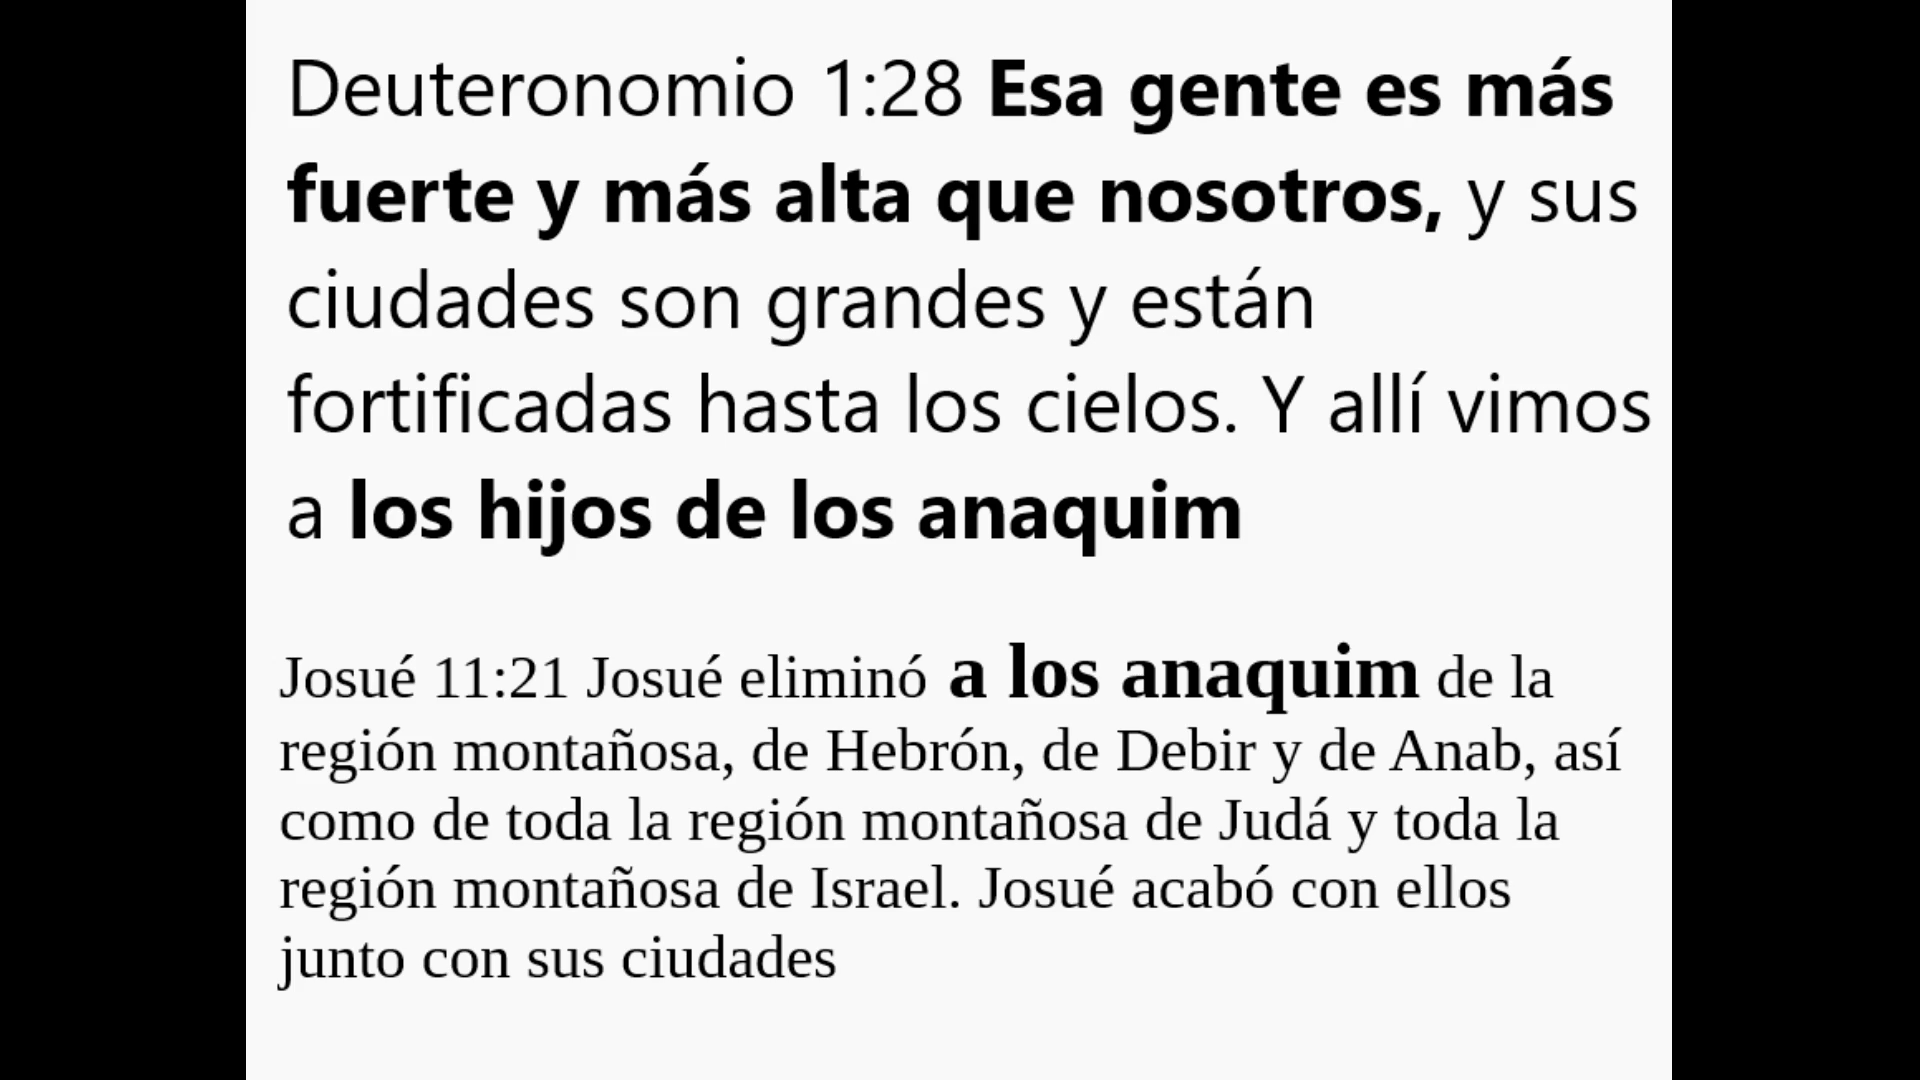 Deuteronomio 1:28 Esa gente es más
fuerte y más alta que nosotros, y sus
ciudades son grandes y están
fortificadas hasta los cielos. Y allí vimos
a los hijos de los anaquim
Josué 11:21 Josué eliminó a los anaquim de la
región montañosa, de Hebrón, de Debir y de Anab, así
como de toda la región montañosa de Judá y toda la
región montañosa de Israel. Josué acabó con ellos
junto con sus ciudades